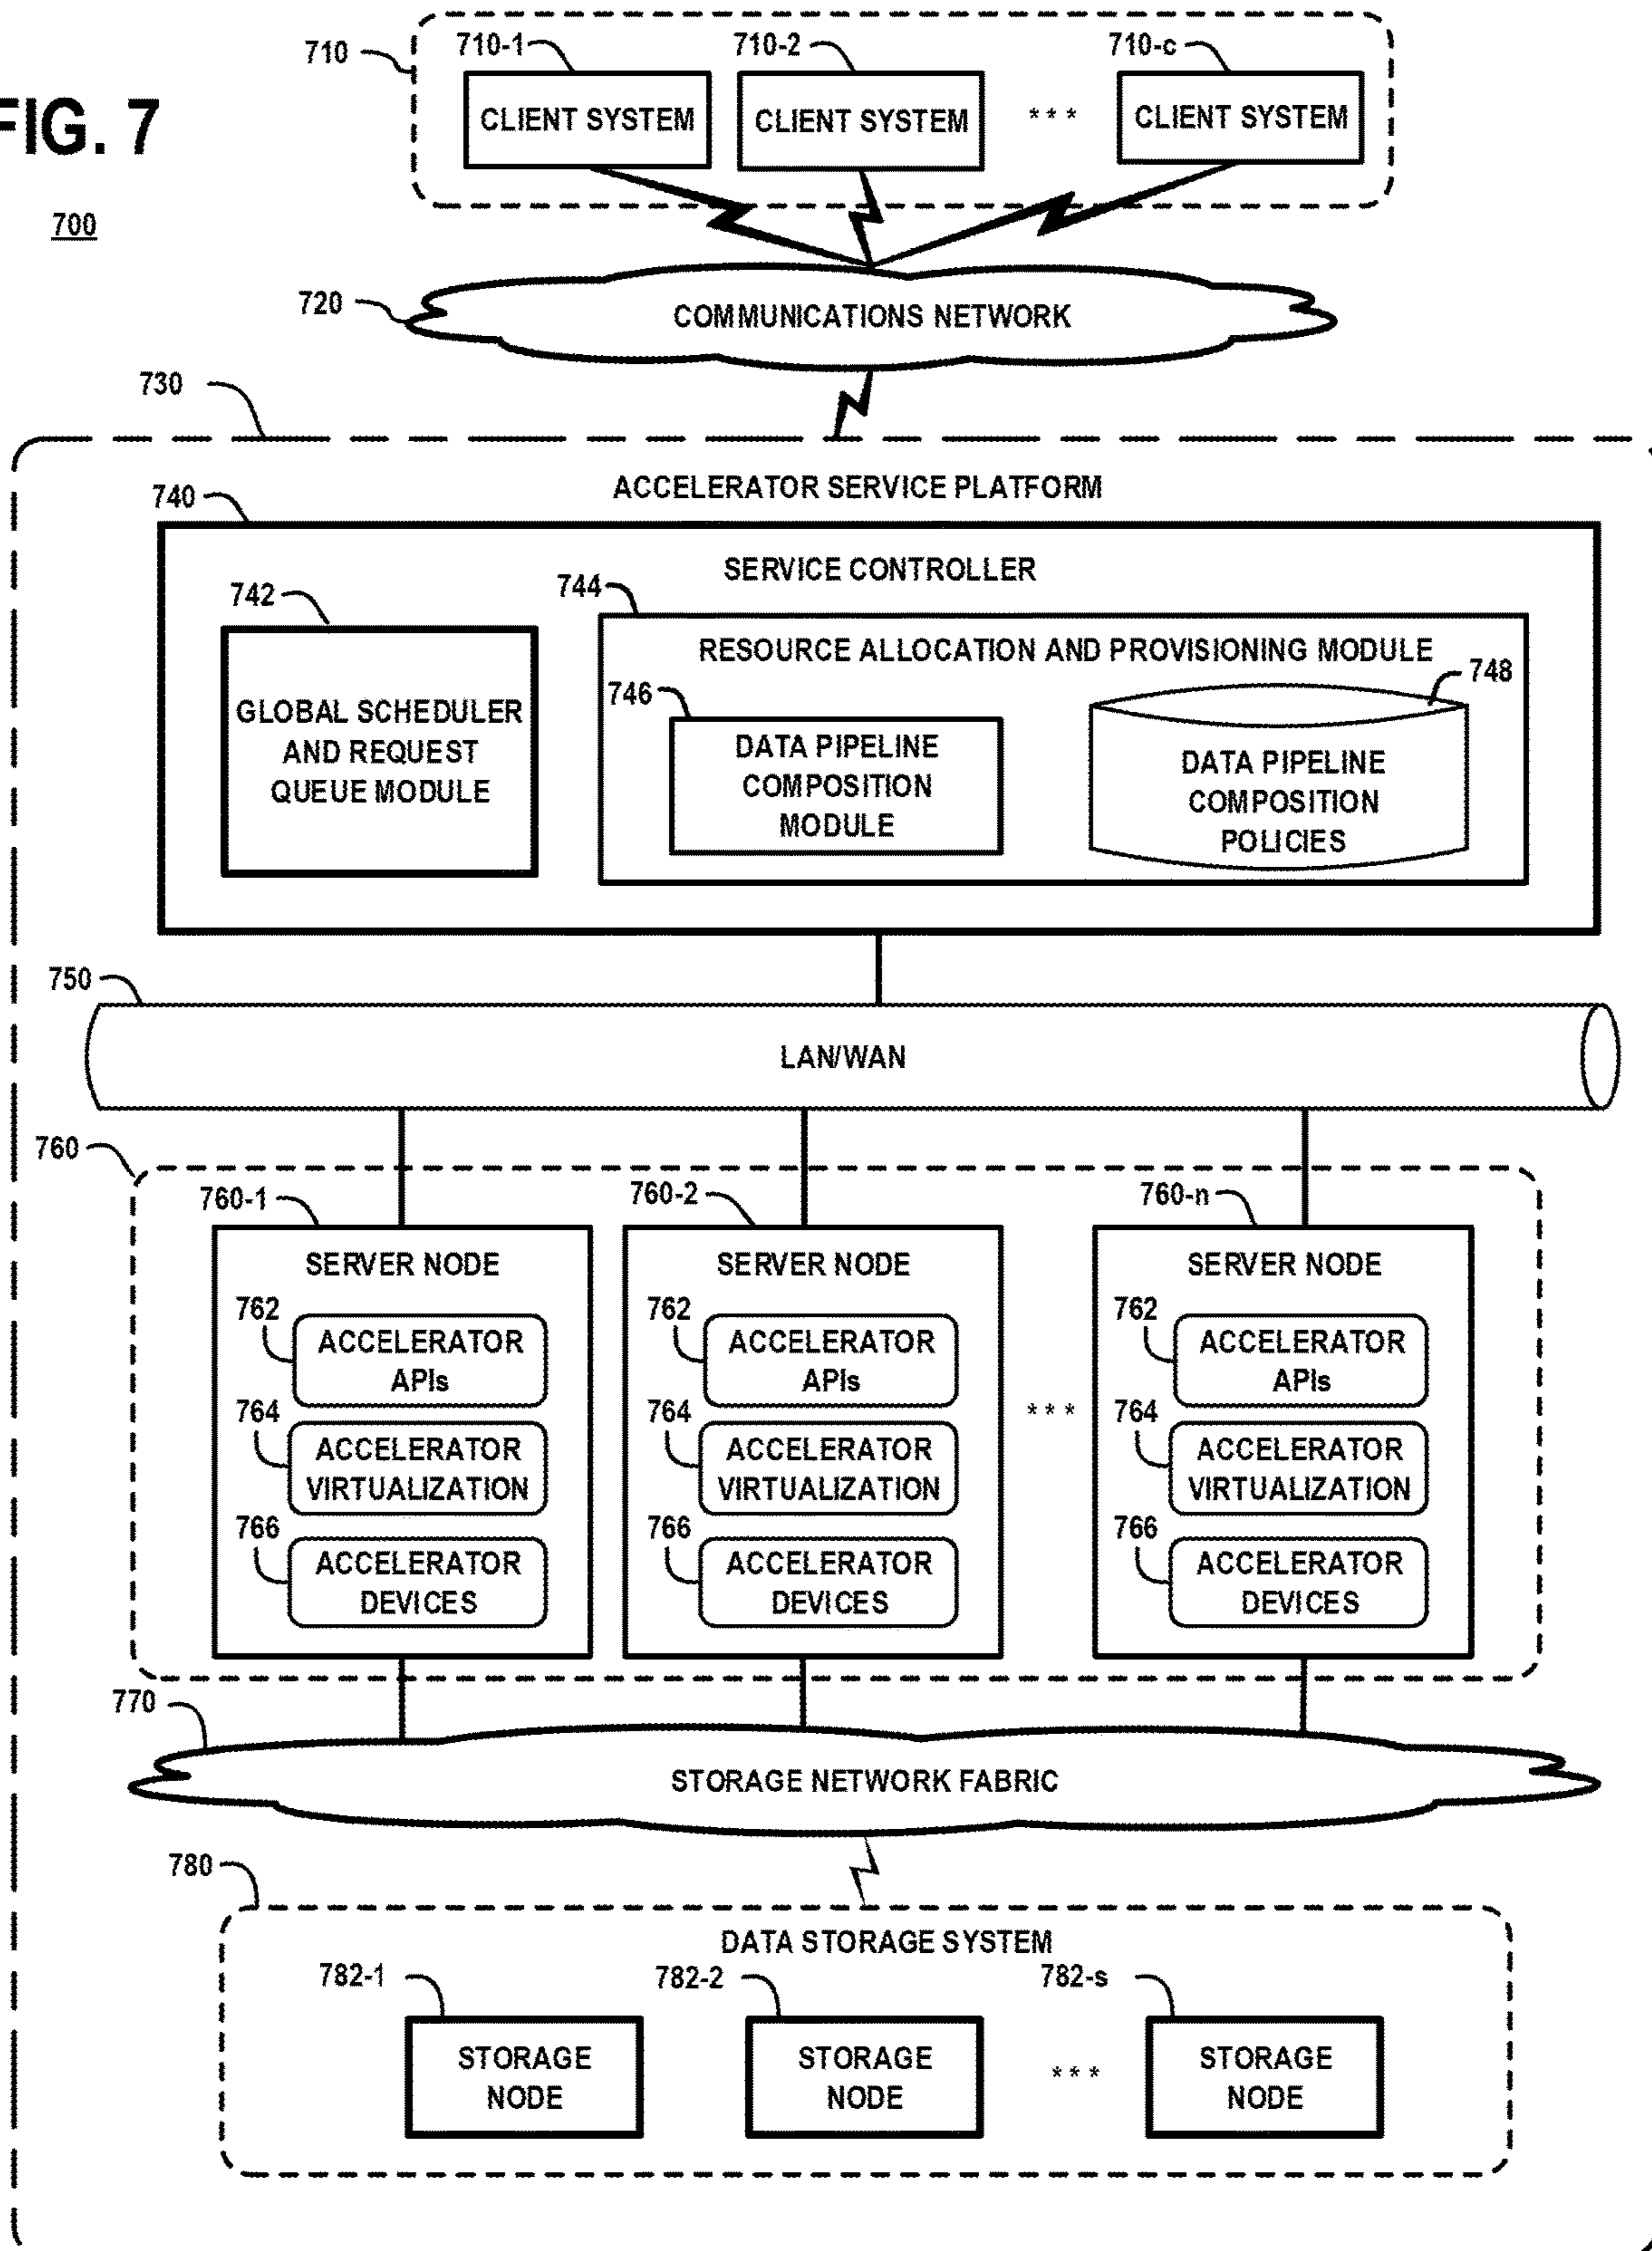 FIG. 7
700
710
710-1
710-2
710-c
CLIENT SYSTEM
CLIENT SYSTEM
* * *
CLIENT SYSTEM
720
COMMUNICATIONS NETWORK
730
ACCELERATOR SERVICE PLATFORM
740
SERVICE CONTROLLER
742
GLOBAL SCHEDULER
AND REQUEST
QUEUE MODULE
744
RESOURCE ALLOCATION AND PROVISIONING MODULE
746
DATA PIPELINE
COMPOSITION
MODULE
748
DATA PIPELINE
COMPOSITION
POLICIES
750
LAN/WAN
760
760-1
SERVER NODE
762
ACCELERATOR
APIs
764
ACCELERATOR
VIRTUALIZATION
766
ACCELERATOR
DEVICES
760-2
SERVER NODE
762
ACCELERATOR
APIs
764
ACCELERATOR
VIRTUALIZATION
766
ACCELERATOR
DEVICES
* * *
760-n
SERVER NODE
762
ACCELERATOR
APIs
764
ACCELERATOR
VIRTUALIZATION
766
ACCELERATOR
DEVICES
770
STORAGE NETWORK FABRIC
780
DATA STORAGE SYSTEM
782-1
STORAGE
NODE
782-2
STORAGE
NODE
* * *
782-s
STORAGE
NODE